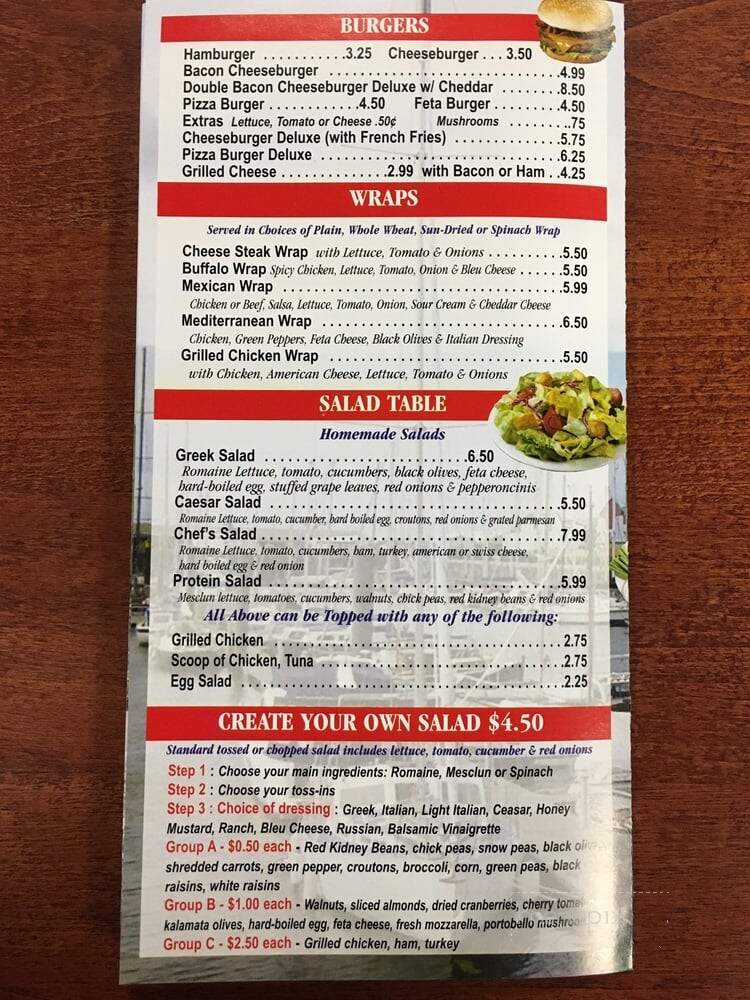 BURGERS
Hamburger ...........3.25 Cheeseburger ... 3.50
Bacon Cheeseburger ............................4.99
Double Bacon Cheeseburger Deluxe w/ Cheddar .......8.50
Pizza Burger ............4.50 Feta Burger .........4.50
Extras Lettuce, Tomato or Cheese .50¢ Mushrooms .........75
Cheeseburger Deluxe (with French Fries) .............5.75
Pizza Burger Deluxe .............................6.25
Grilled Cheese .............2.99 with Bacon or Ham ..4.25
WRAPS
Served in Choices of Plain, Whole Wheat, Sun-Dried or Spinach Wrap
Cheese Steak Wrap with Lettuce, Tomato & Onions ..........5.50
Buffalo Wrap Spicy Chicken, Lettuce, Tomato, Onion & Bleu Cheese ......5.50
Mexican Wrap ..................................5.99
Chicken or Beef, Salsa, Lettuce, Tomato, Onion, Sour Cream & Cheddar Cheese
Mediterranean Wrap .............................6.50
Chicken, Green Peppers, Feta Cheese, Black Olives & Italian Dressing
Grilled Chicken Wrap ............................5.50
with Chicken, American Cheese, Lettuce, Tomato & Onions
SALAD TABLE
Homemade Salads
Greek Salad ........................6.50
Romaine Lettuce, tomato, cucumbers, black olives, feta cheese,
hard-boiled egg, stuffed grape leaves, red onions & pepperoncinis
Caesar Salad ...................................5.50
Romaine Lettuce, tomato, cucumber, hard boiled egg, croutons, red onions & grated parmesan
Chef's Salad ....................................7.99
Romaine Lettuce, tomato, cucumbers, ham, turkey, american or swiss cheese,
hard boiled egg & red onion
Protein Salad ...................................5.99
Mesclun lettuce, tomatoes, cucumbers, walnuts, chick peas, red kidney beans & red onions
All Above can be Topped with any of the following:
Grilled Chicken ....................................2.75
Scoop of Chicken, Tuna .............................2.75
Egg Salad .......................................2.25
CREATE YOUR OWN SALAD $4.50
Standard tossed or chopped salad includes lettuce, tomato, cucumber & red onions
Step 1 : Choose your main ingredients: Romaine, Mesclun or Spinach
Step 2 : Choose your toss-ins
Step 3 : Choice of dressing : Greek, Italian, Light Italian, Ceasar, Honey
Mustard, Ranch, Bleu Cheese, Russian, Balsamic Vinaigrette
Group A - $0.50 each - Red Kidney Beans, chick peas, snow peas, black
shredded carrots, green pepper, croutons, broccoli, corn, green peas, black
raisins, white raisins
Group B - $1.00 each - Walnuts, sliced almonds, dried cranberries, cherry
kalamata olives, hard-boiled egg, feta cheese, fresh mozzarella, portobello
Group C - $2.50 each - Grilled chicken, ham, turkey